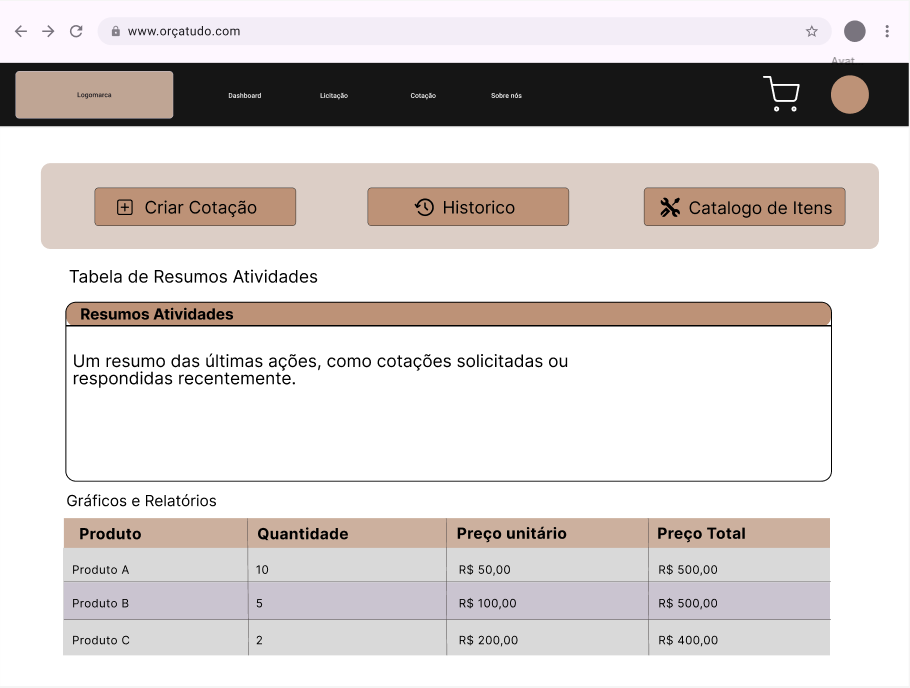 www.orçatudo.com
Avat
Logomarca
Dashboard
Licitação
Cotação
Sobre nós
Criar Cotação
Historico
Catalogo de Itens
Tabela de Resumos Atividades
Resumos Atividades
Um resumo das últimas ações, como cotações solicitadas ou
respondidas recentemente.
Gráficos e Relatórios
Produto Quantidade Preço unitário Preço Total
Produto A 10 R$ 50,00 R$ 500,00
Produto B 5 R$ 100,00 R$ 500,00
Produto C 2 R$ 200,00 R$ 400,00